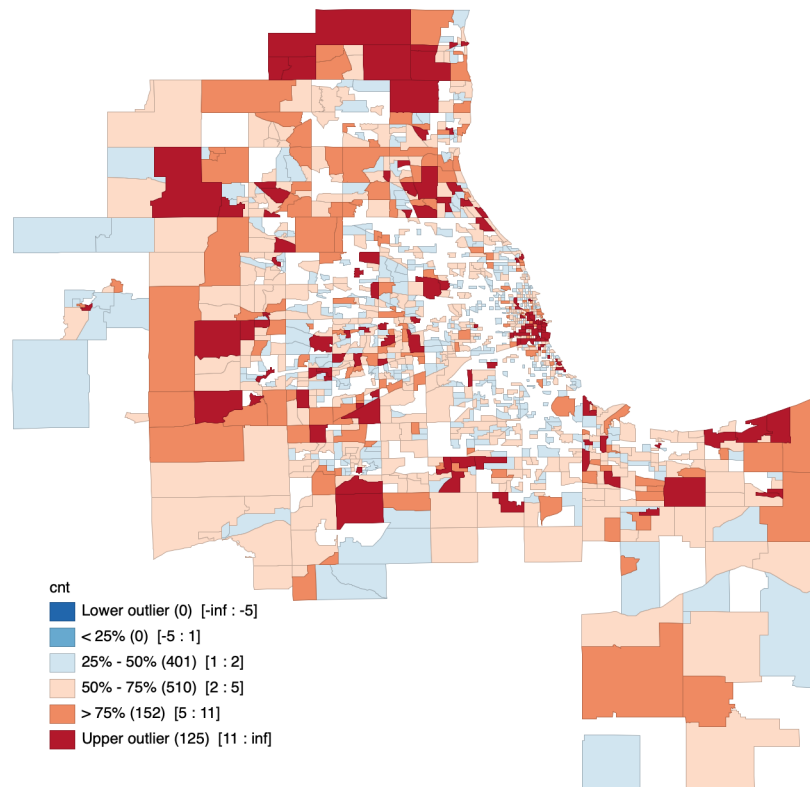 cnt
Lower outlier (0) [-inf : -5]
< 25% (0) [-5 : 1]
25% - 50% (401) [1 : 2]
50% - 75% (510) [2 : 5]
> 75% (152) [5 : 11]
Upper outlier (125) [11 : inf]